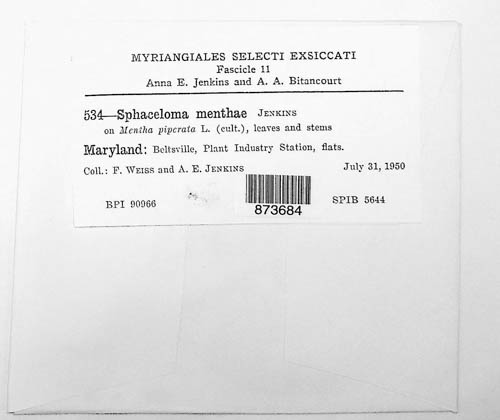 MYRIANGIALES SELECTI EXSICCATI
Fascicle 11
Anna E. Jenkins and A. A. Bitancourt
534—Sphaceloma menthae JENKINS
on Mentha piperata L. (cult.), leaves and stems
Maryland: Beltsville, Plant Industry Station, flats.
Coll.: F. WEISS and A. E. JENKINS July 31, 1950
BPI 90966 SPIB 5644
873684